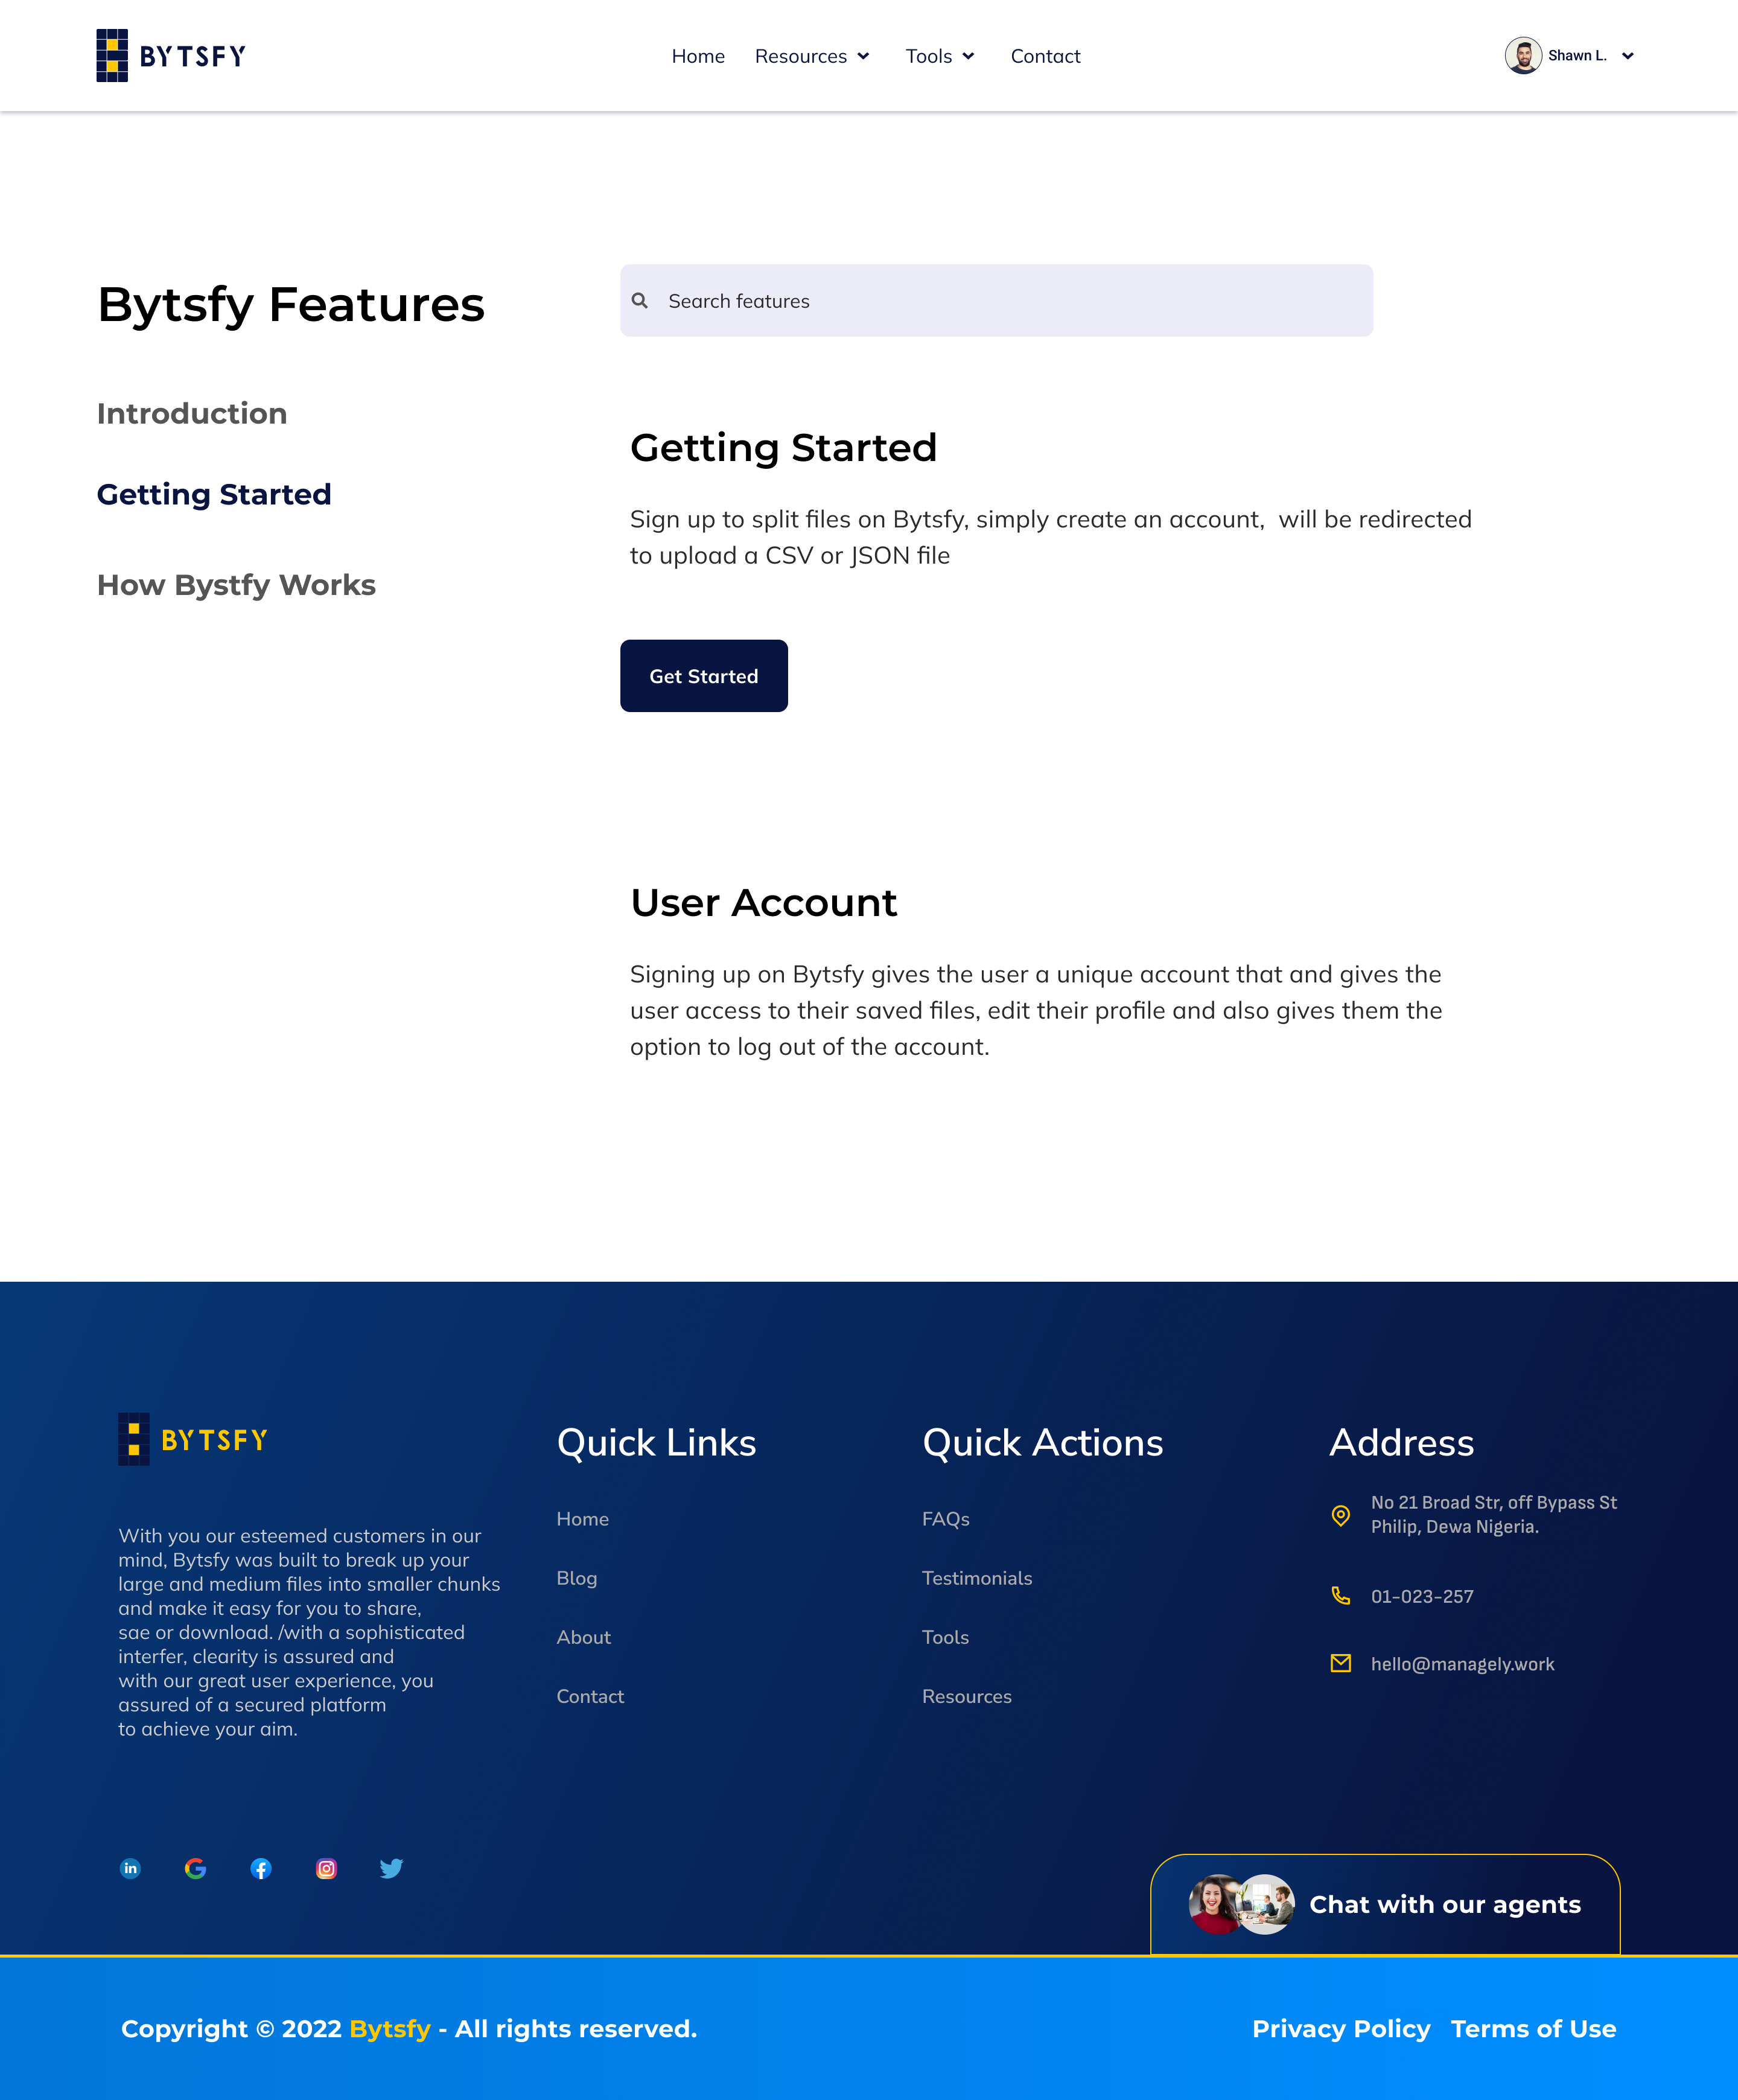 BYTSFY
Home
Resources
Tools
Contact
Shawn L.
Bytsfy Features
Search features
Introduction
Getting Started
How Bystfy Works
Getting Started
Sign up to split files on Bytsfy, simply create an account,  will be redirected
to upload a CSV or JSON file
Get Started
User Account
Signing up on Bytsfy gives the user a unique account that and gives the
user access to their saved files, edit their profile and also gives them the
option to log out of the account.
BYTSFY
With you our esteemed customers in our
mind, Bytsfy was built to break up your
large and medium files into smaller chunks
and make it easy for you to share,
sae or download. /with a sophisticated
interfer, clearity is assured and
with our great user experience, you
assured of a secured platform
to achieve your aim.
in
Quick Links
Home
Blog
About
Contact
Quick Actions
FAQs
Testimonials
Tools
Resources
Address
No 21 Broad Str, off Bypass St
Philip, Dewa Nigeria.
01-023-257
hello@managely.work
Chat with our agents
Copyright © 2022 Bytsfy - All rights reserved.
Privacy Policy
Terms of Use